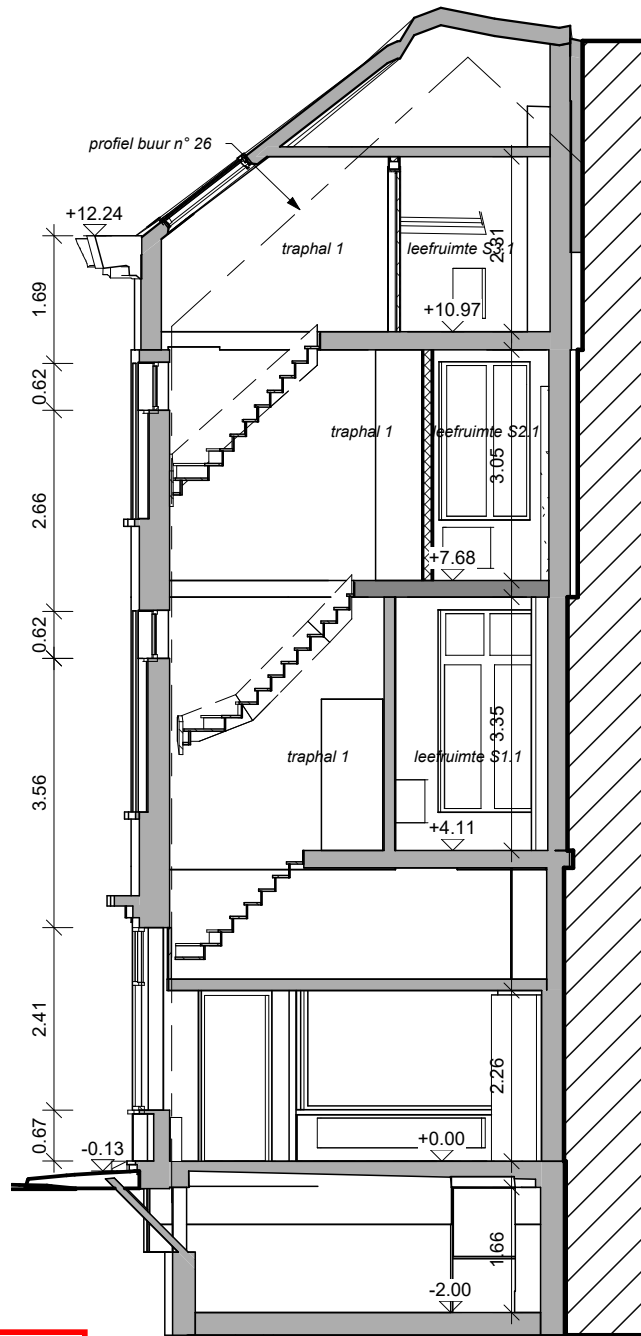 profiel buur n° 26
+12.24
traphal 1
leefruimte S3.1
2.31
1.69
+10.97
0.62
traphal 1
leefruimte S2.1
3.05
2.66
+7.68
0.62
3.35
traphal 1
leefruimte S1.1
3.56
+4.11
2.41
2.26
0.67
+0.00
-0.13
1.66
-2.00